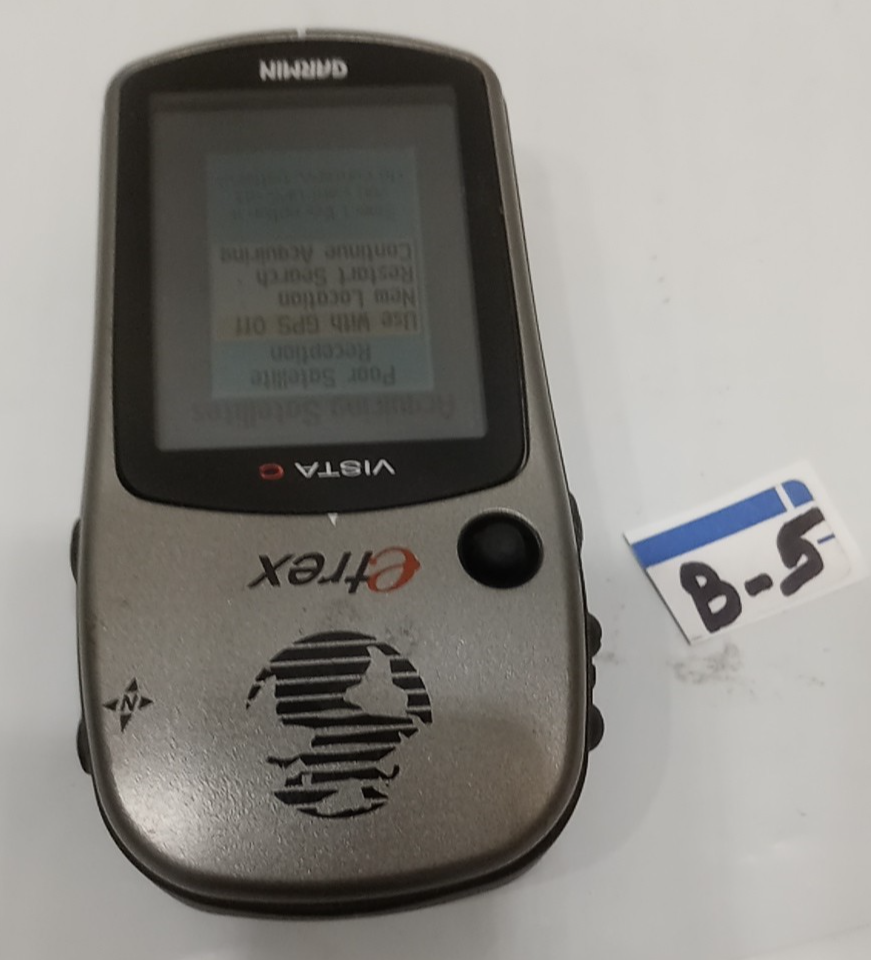 etrex
VISTA C
Acquiring Satellites
Poor Satellite
Reception
Use With GPS Off
New Location
Restart Search
Continue Acquiring
GARMIN
N
B-5